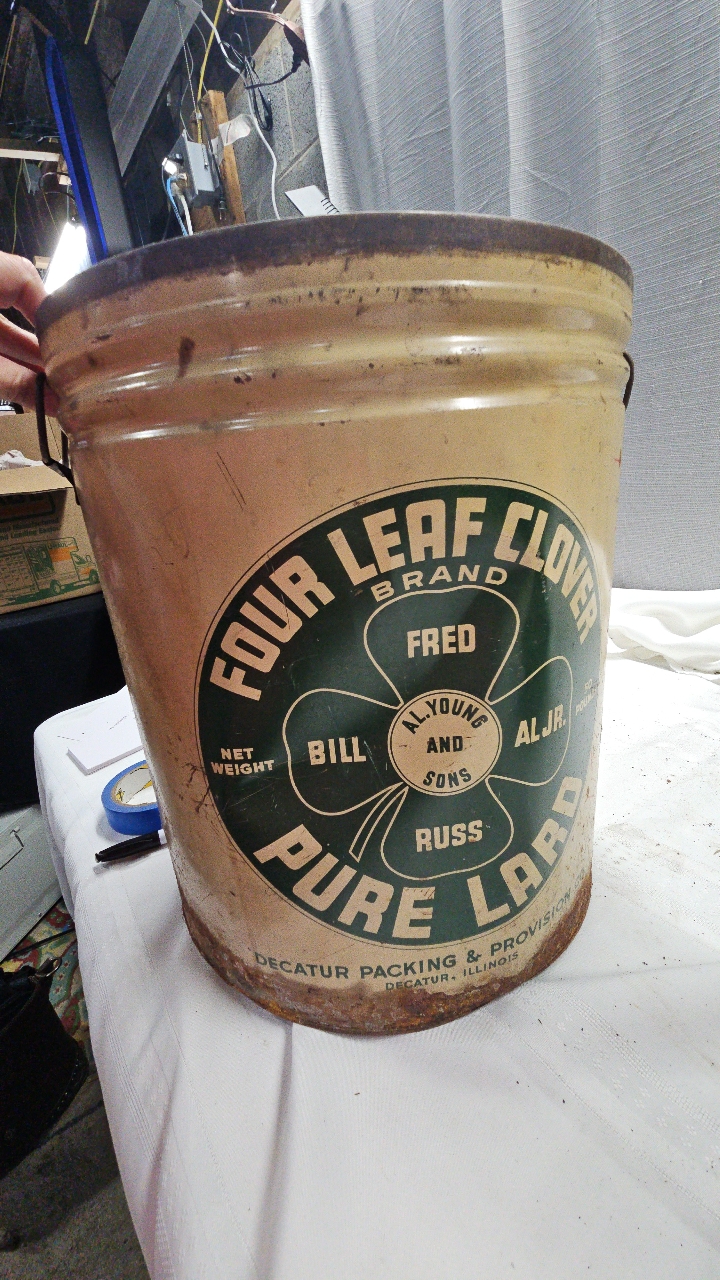 FOUR LEAF CLOVER
BRAND
FRED
AL.YOUNG
AND
SONS
BILL
AL JR.
NET
WEIGHT
RUSS
PURE LARD
DECATUR PACKING & PROVISION
DECATUR, ILLINOIS